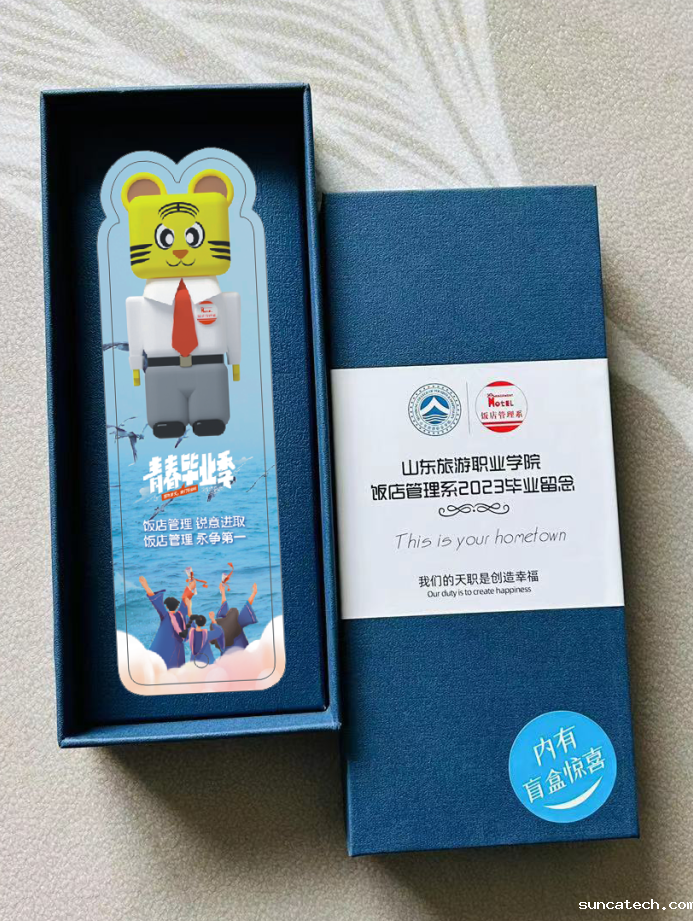 青春毕业季
饭店管理 锐意进取
饭店管理 永争第一
HOTEL
饭店管理系
山东旅游职业学院
饭店管理系2023毕业留念
This is your hometown
我们的天职是创造幸福
Our duty is to create happiness
内有
盲盒惊喜
suncatech.com